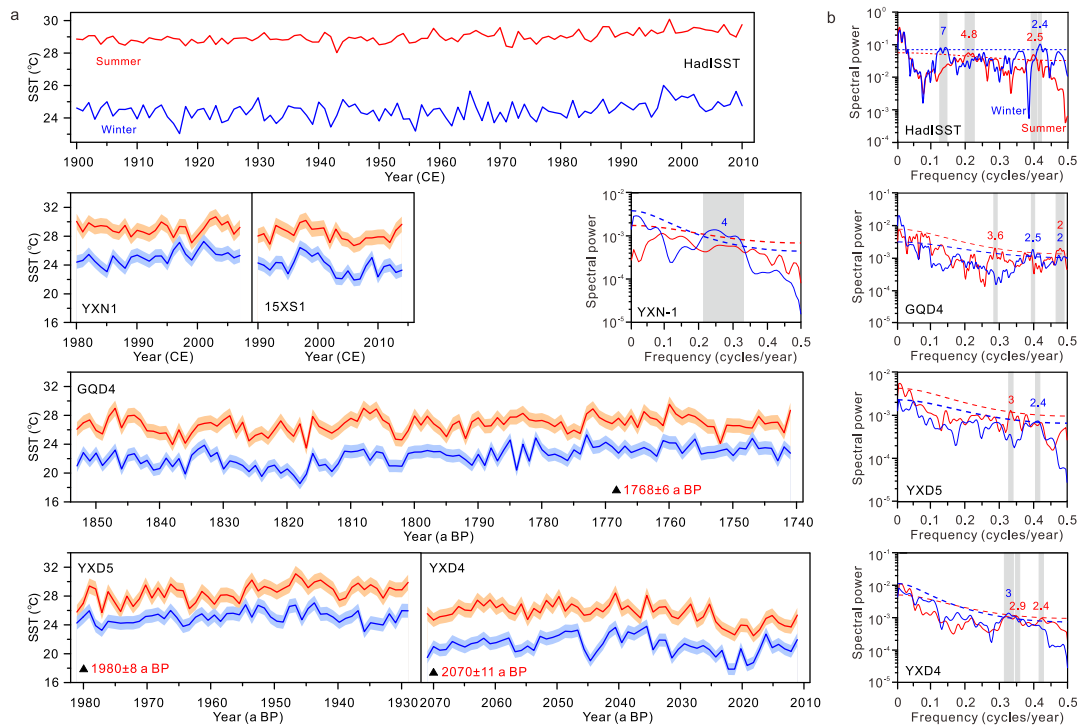 a
SST (℃)
30
28
26
24
Summer
HadISST
Winter
1900 1910 1920 1930 1940 1950 1960 1970 1980 1990 2000 2010
Year (CE)
SST (℃)
32
28
24
20
16
YXN1
15XS1
1980 1990 2000 1990 2000 2010
Year (CE) Year (CE)
Spectral power
10⁻²
10⁻³
10⁻⁴
10⁻⁵
4
YXN-1
0 0.1 0.2 0.3 0.4 0.5
Frequency (cycles/year)
SST (℃)
32
28
24
20
16
GQD4
▲ 1768±6 a BP
1850 1840 1830 1820 1810 1800 1790 1780 1770 1760 1750 1740
Year (a BP)
SST (℃)
32
28
24
20
16
YXD5
YXD4
▲ 1980±8 a BP
▲ 2070±11 a BP
1980 1970 1960 1950 1940 1930 2070 2060 2050 2040 2030 2020 2010
Year (a BP) Year (a BP)
b
Spectral power
10⁰
10⁻¹
10⁻²
10⁻³
10⁻⁴
7
4.8
2.4
2.5
Winter
Summer
HadISST
0 0.1 0.2 0.3 0.4 0.5
Frequency (cycles/year)
Spectral power
10⁻¹
10⁻²
10⁻³
10⁻⁴
10⁻⁵
3.6
2.5
2
2
GQD4
0 0.1 0.2 0.3 0.4 0.5
Frequency (cycles/year)
Spectral power
10⁻²
10⁻³
10⁻⁴
10⁻⁵
3
2.4
YXD5
0 0.1 0.2 0.3 0.4 0.5
Frequency (cycles/year)
Spectral power
10⁻¹
10⁻²
10⁻³
10⁻⁴
10⁻⁵
3
2.9
2.4
YXD4
0 0.1 0.2 0.3 0.4 0.5
Frequency (cycles/year)